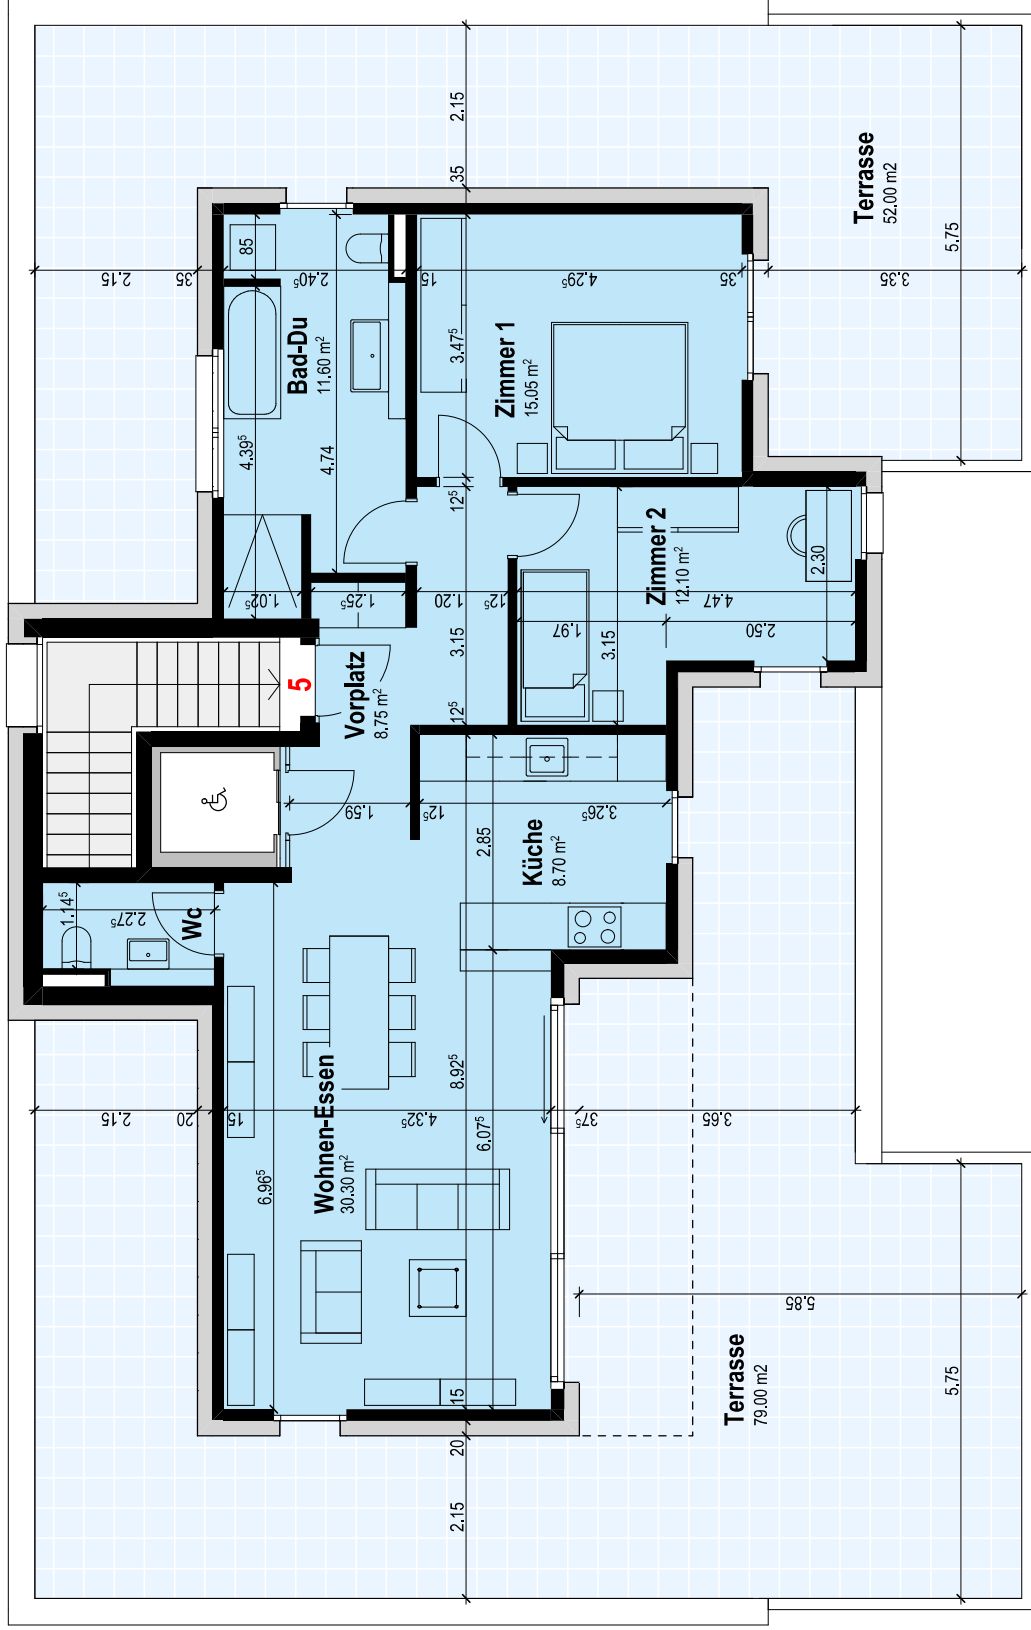 2.15
35
2.15
35
85
2.40⁵
15
4.29⁵
35
3.35
Terrasse
52.00 m2
5.75
Bad-Du
11.60 m²
4.39⁵
4.74
3.47⁵
Zimmer 1
15.05 m²
12⁵
1.02⁵
1.25⁵
1.20
12⁵
4.47
Zimmer 2
12.10 m²
2.30
1.97
2.50
3.15
3.15
12⁵
5
Vorplatz
8.75 m²
1.59
12⁵
3.26⁵
2.85
Küche
8.70 m²
1.14⁵
2.27⁵
Wc
Wohnen-Essen
30.30 m²
8.92⁵
6.07⁵
6.96⁵
2.15
20
15
4.32⁵
37⁵
3.65
5.85
15
20
2.15
Terrasse
79.00 m2
5.75